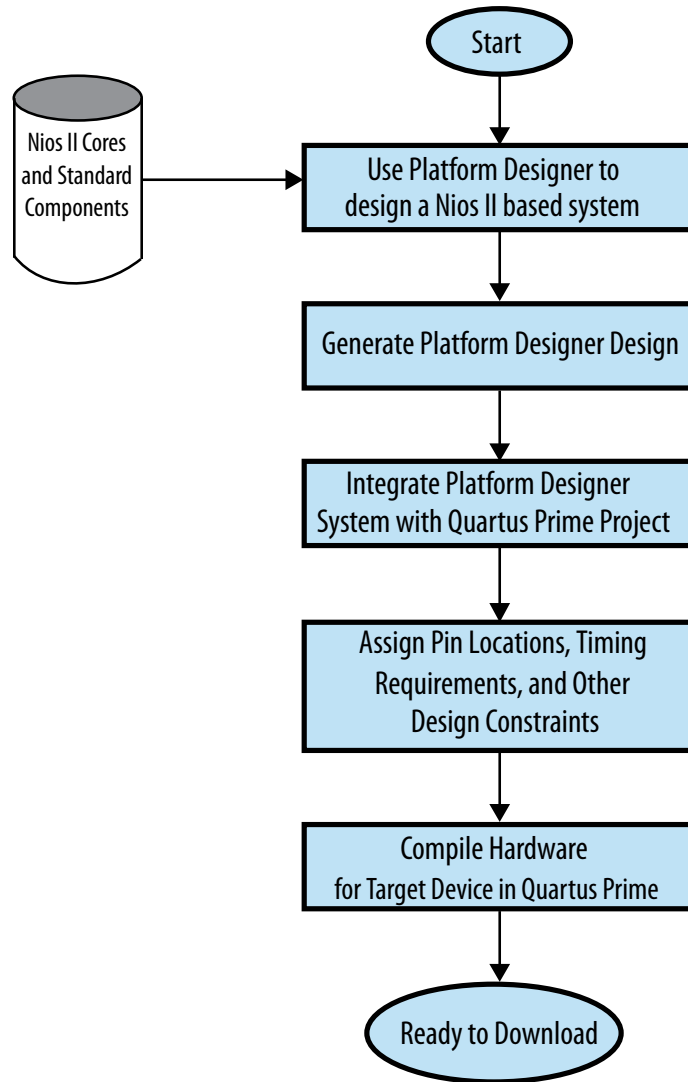 Start
Nios II Cores
and Standard
Components
Use Platform Designer to
design a Nios II based system
Generate Platform Designer Design
Integrate Platform Designer
System with Quartus Prime Project
Assign Pin Locations, Timing
Requirements, and Other
Design Constraints
Compile Hardware
for Target Device in Quartus Prime
Ready to Download